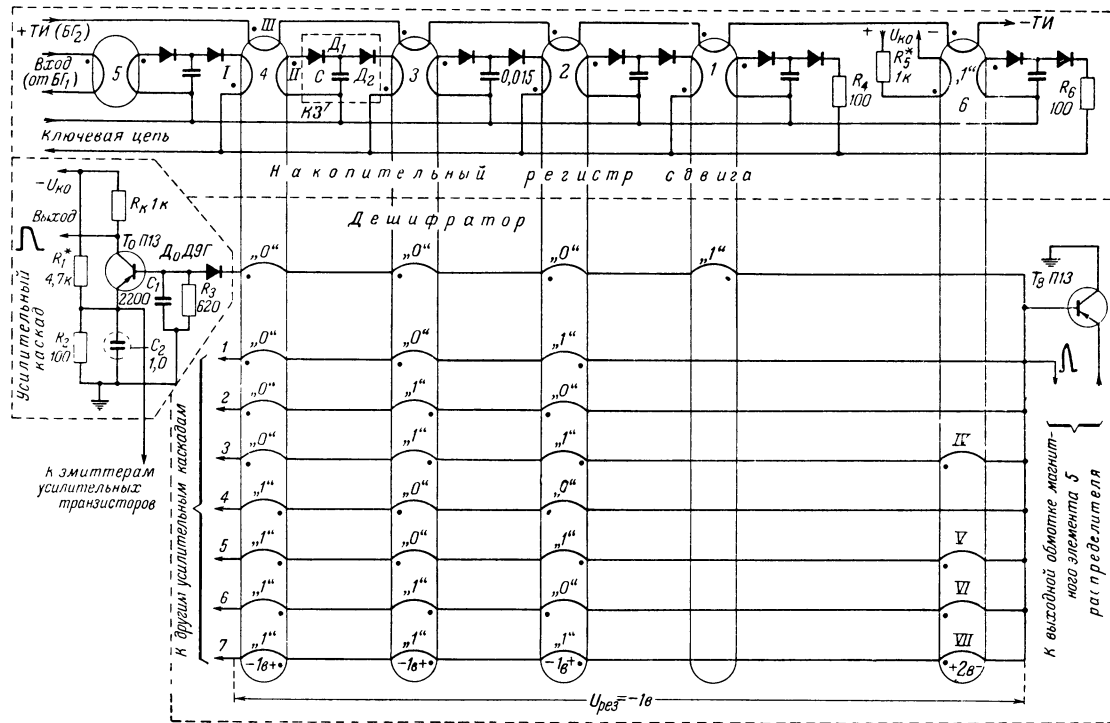 +ТИ (БГ₂)
III
−ТИ
Вход
(от БГ₁)
5
I
4
II
Д₁
С
Д₂
КЗ
3
0,015
2
1
R₄
100
+
Uко
−
R₅*
1к
„1“
6
R₆
100
Ключевая цепь
Накопительный регистр сдвига
Дешифратор
−Uко
Rк 1к
Выход
T₀ П13
R₁*
4,7к
Д₀ Д9Г
C₁
2200
R₃
620
R₂
100
C₂
1,0
Усилительный каскад
К эмиттерам
усилительных
транзисторов
К другим усилительным каскадам
„0“ „0“ „0“ „1“
Tв П13
1 „0“ „0“ „1“
2 „0“ „1“ „0“
3 „0“ „1“ „1“ IV
4 „1“ „0“ „0“
5 „1“ „0“ „1“ V
6 „1“ „1“ „0“ VI
7 „1“ „1“ „1“ VII
−1в+ −1в+ −1в+ +2в−
Uрез=−1в
К выходной обмотке магнит-
ного элемента 5
распределителя